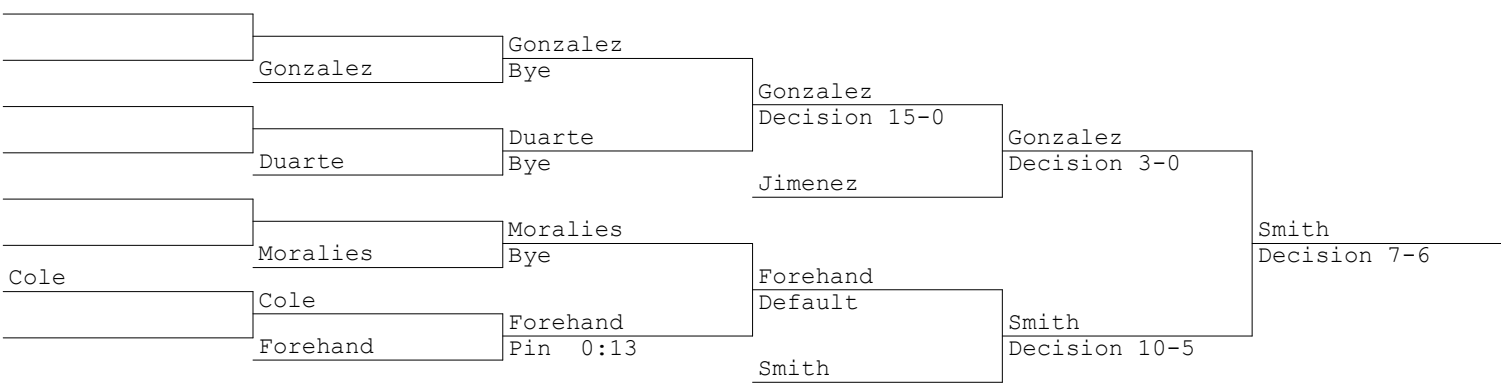 Gonzalez
Gonzalez
Bye
Gonzalez
Decision 15-0
Duarte
Duarte
Bye
Gonzalez
Decision 3-0
Jimenez
Moralies
Moralies
Bye
Smith
Decision 7-6
Cole
Cole
Forehand
Default
Forehand
Forehand
Pin 0:13
Smith
Decision 10-5
Smith